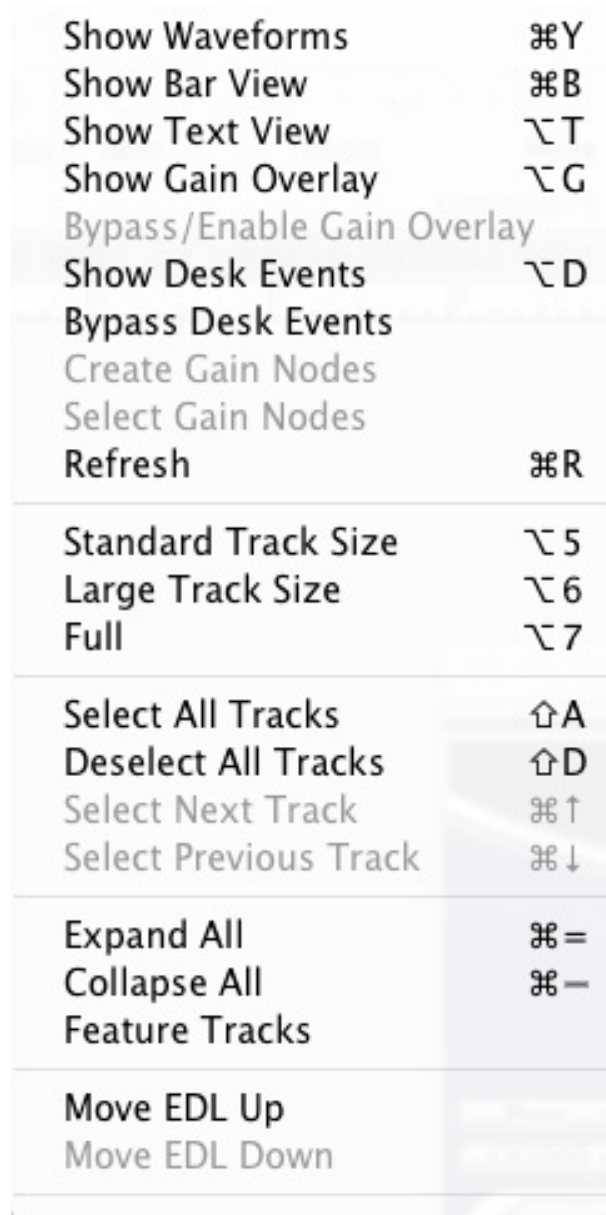 Show Waveforms ⌘Y
Show Bar View ⌘B
Show Text View ⌥T
Show Gain Overlay ⌥G
Bypass/Enable Gain Overlay
Show Desk Events ⌥D
Bypass Desk Events
Create Gain Nodes
Select Gain Nodes
Refresh ⌘R
Standard Track Size ⌥5
Large Track Size ⌥6
Full ⌥7
Select All Tracks ⇧A
Deselect All Tracks ⇧D
Select Next Track ⌘↑
Select Previous Track ⌘↓
Expand All ⌘=
Collapse All ⌘—
Feature Tracks
Move EDL Up
Move EDL Down